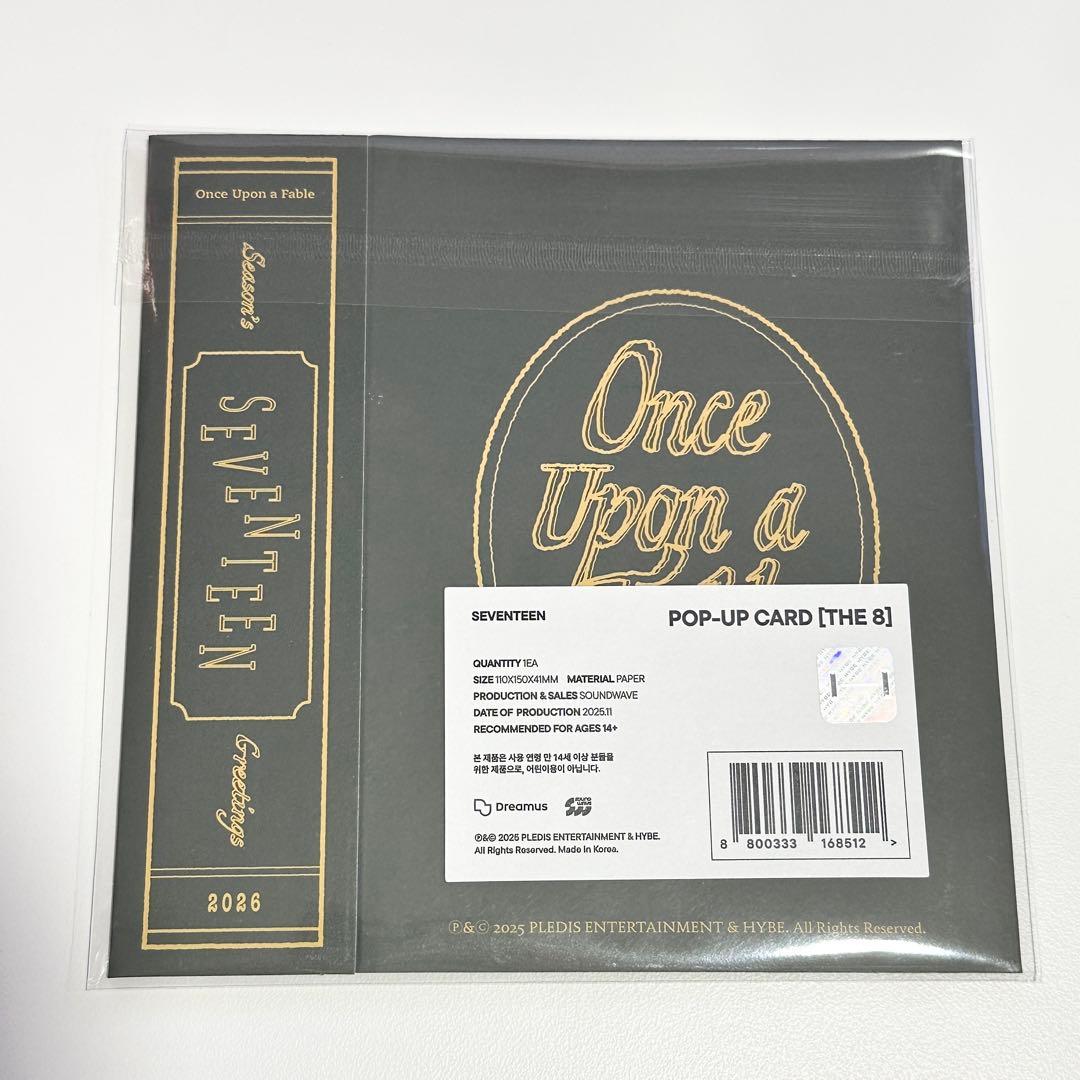 Once Upon a Fable
Season's
SEVENTEEN
Greetings
2026
Once
Upon a
SEVENTEEN
POP-UP CARD [THE 8]
QUANTITY 1EA
SIZE 110X150X41MM MATERIAL PAPER
PRODUCTION & SALES SOUNDWAVE
DATE OF PRODUCTION 2025.11
RECOMMENDED FOR AGES 14+
본 제품은 사용 연령 만 14세 이상 분들을
위한 제품으로, 어린이용이 아닙니다.
Dreamus
℗&© 2025 PLEDIS ENTERTAINMENT & HYBE.
All Rights Reserved. Made in Korea.
8 800333 168512 >
℗ & © 2025 PLEDIS ENTERTAINMENT & HYBE. All Rights Reserved.